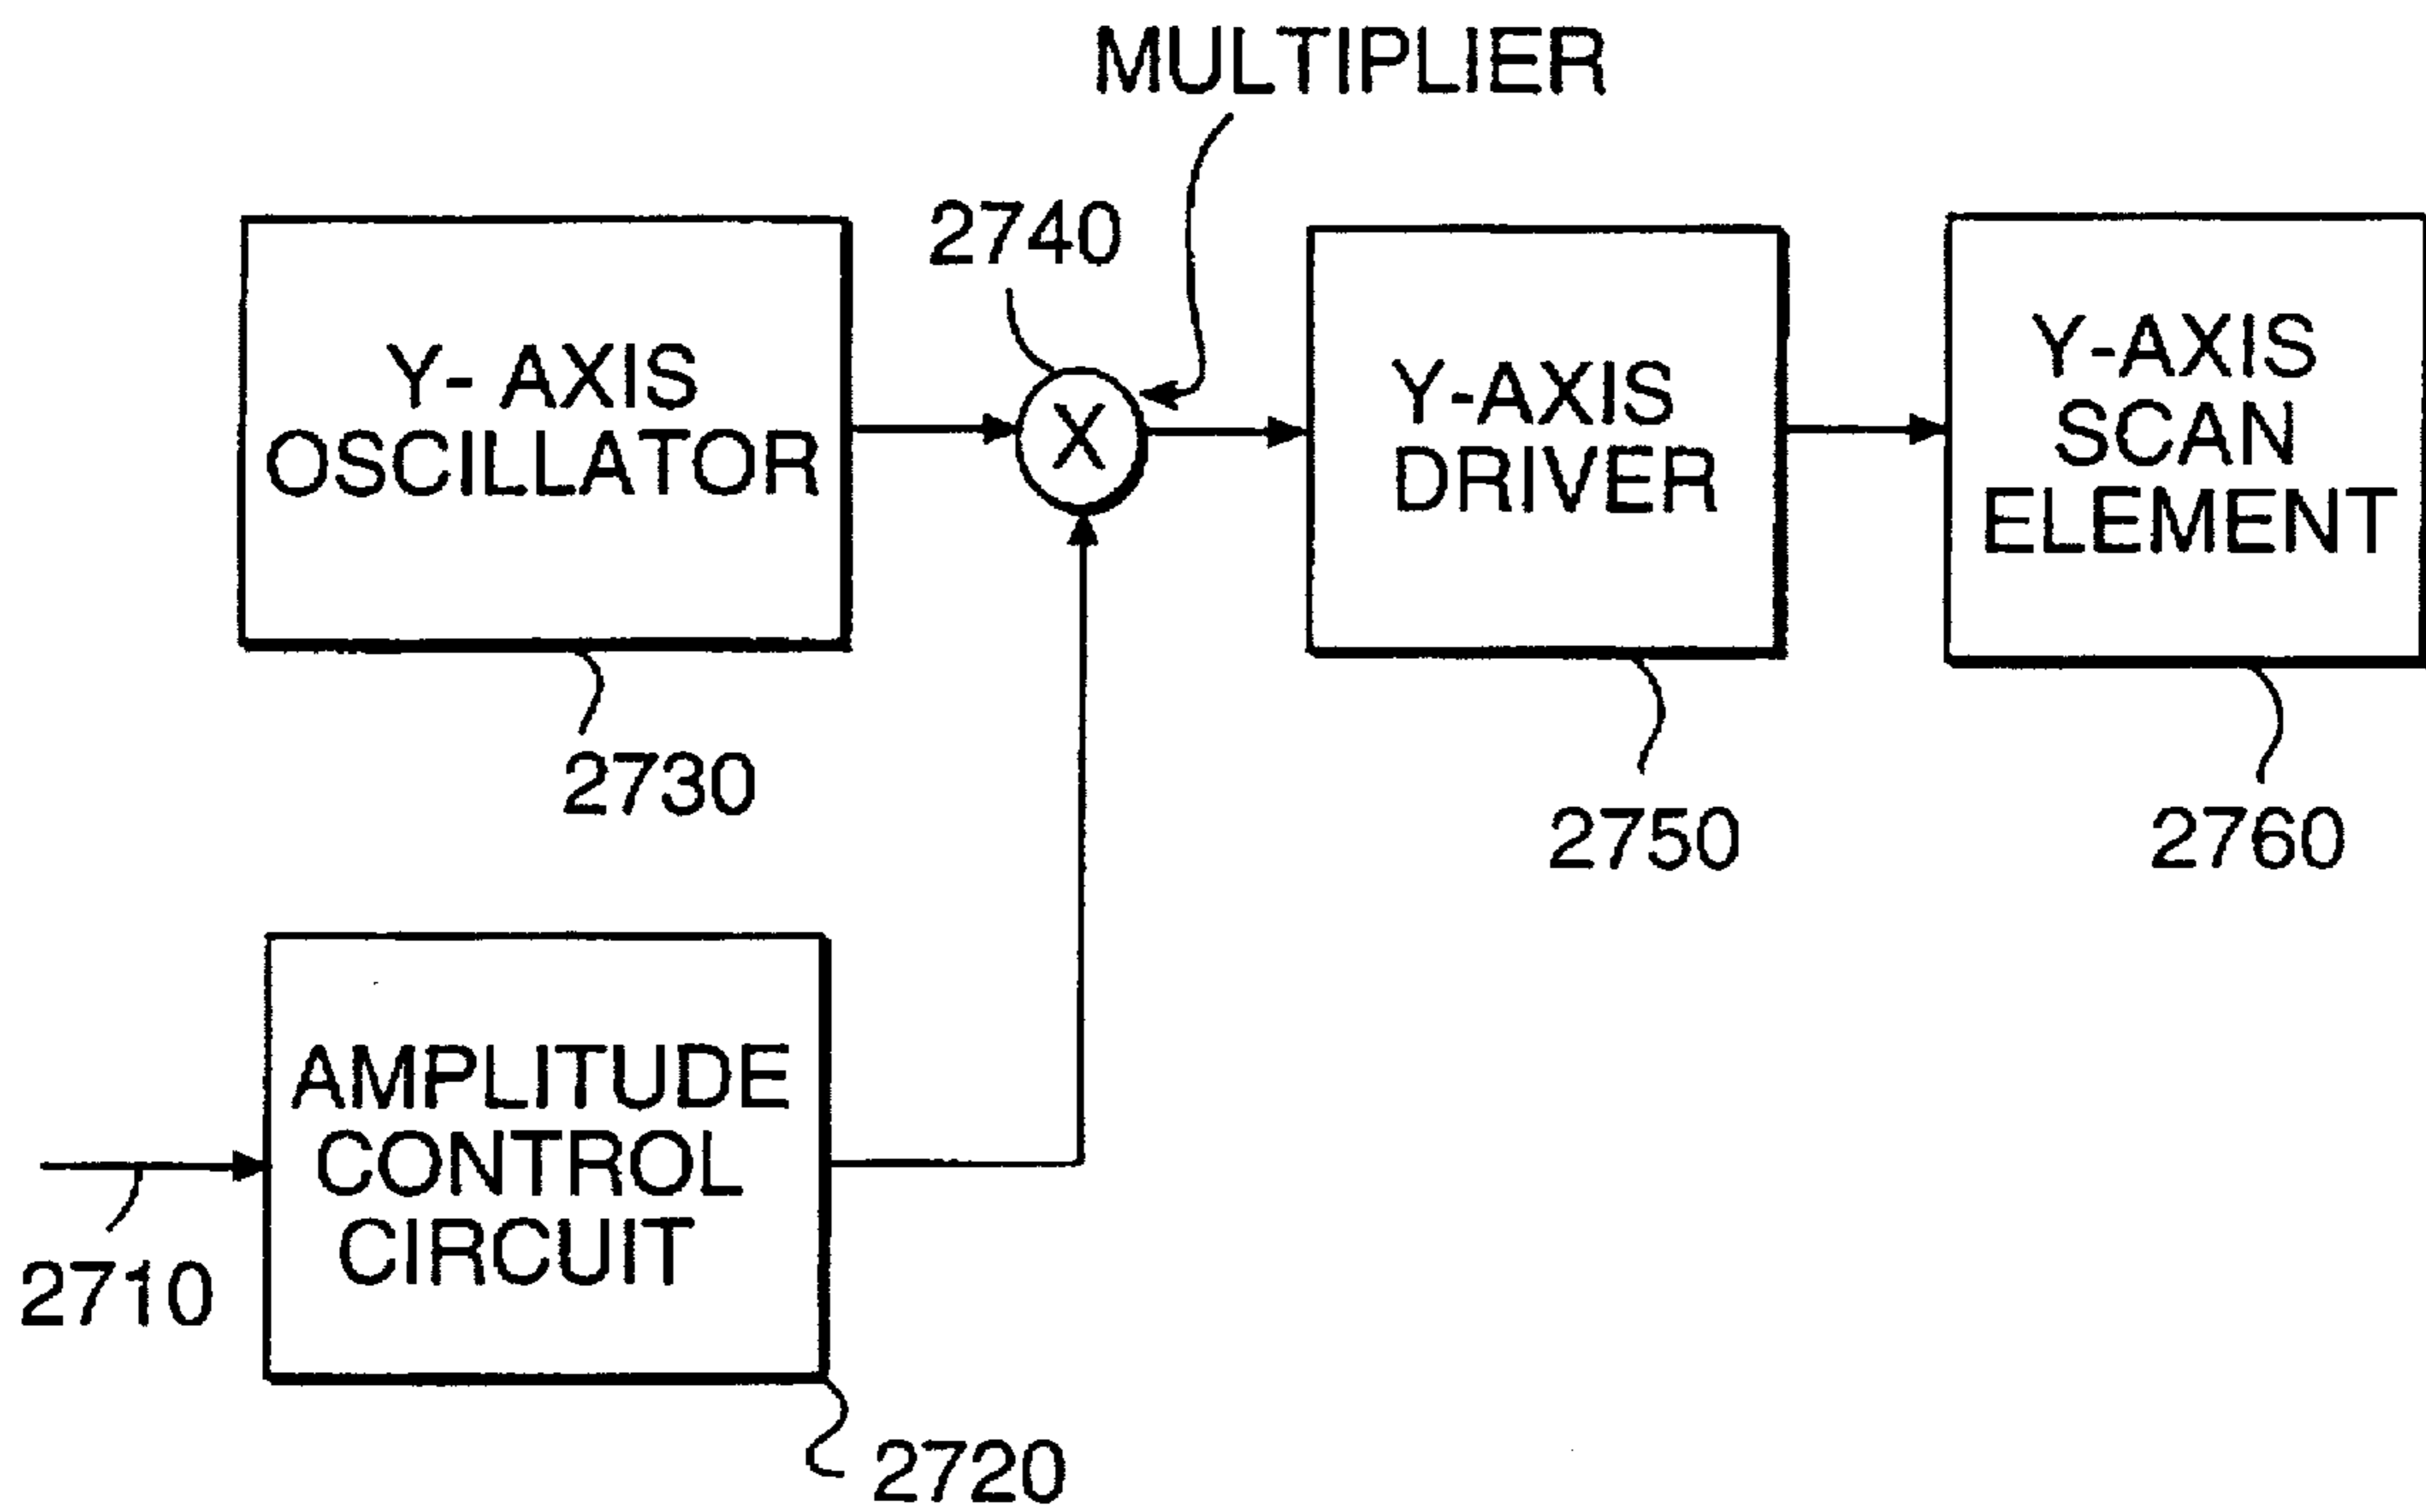 MULTIPLIER
2740
Y- AXIS
OSCILLATOR
2730
X
Y-AXIS
DRIVER
2750
Y-AXIS
SCAN
ELEMENT
2760
2710
AMPLITUDE
CONTROL
CIRCUIT
2720